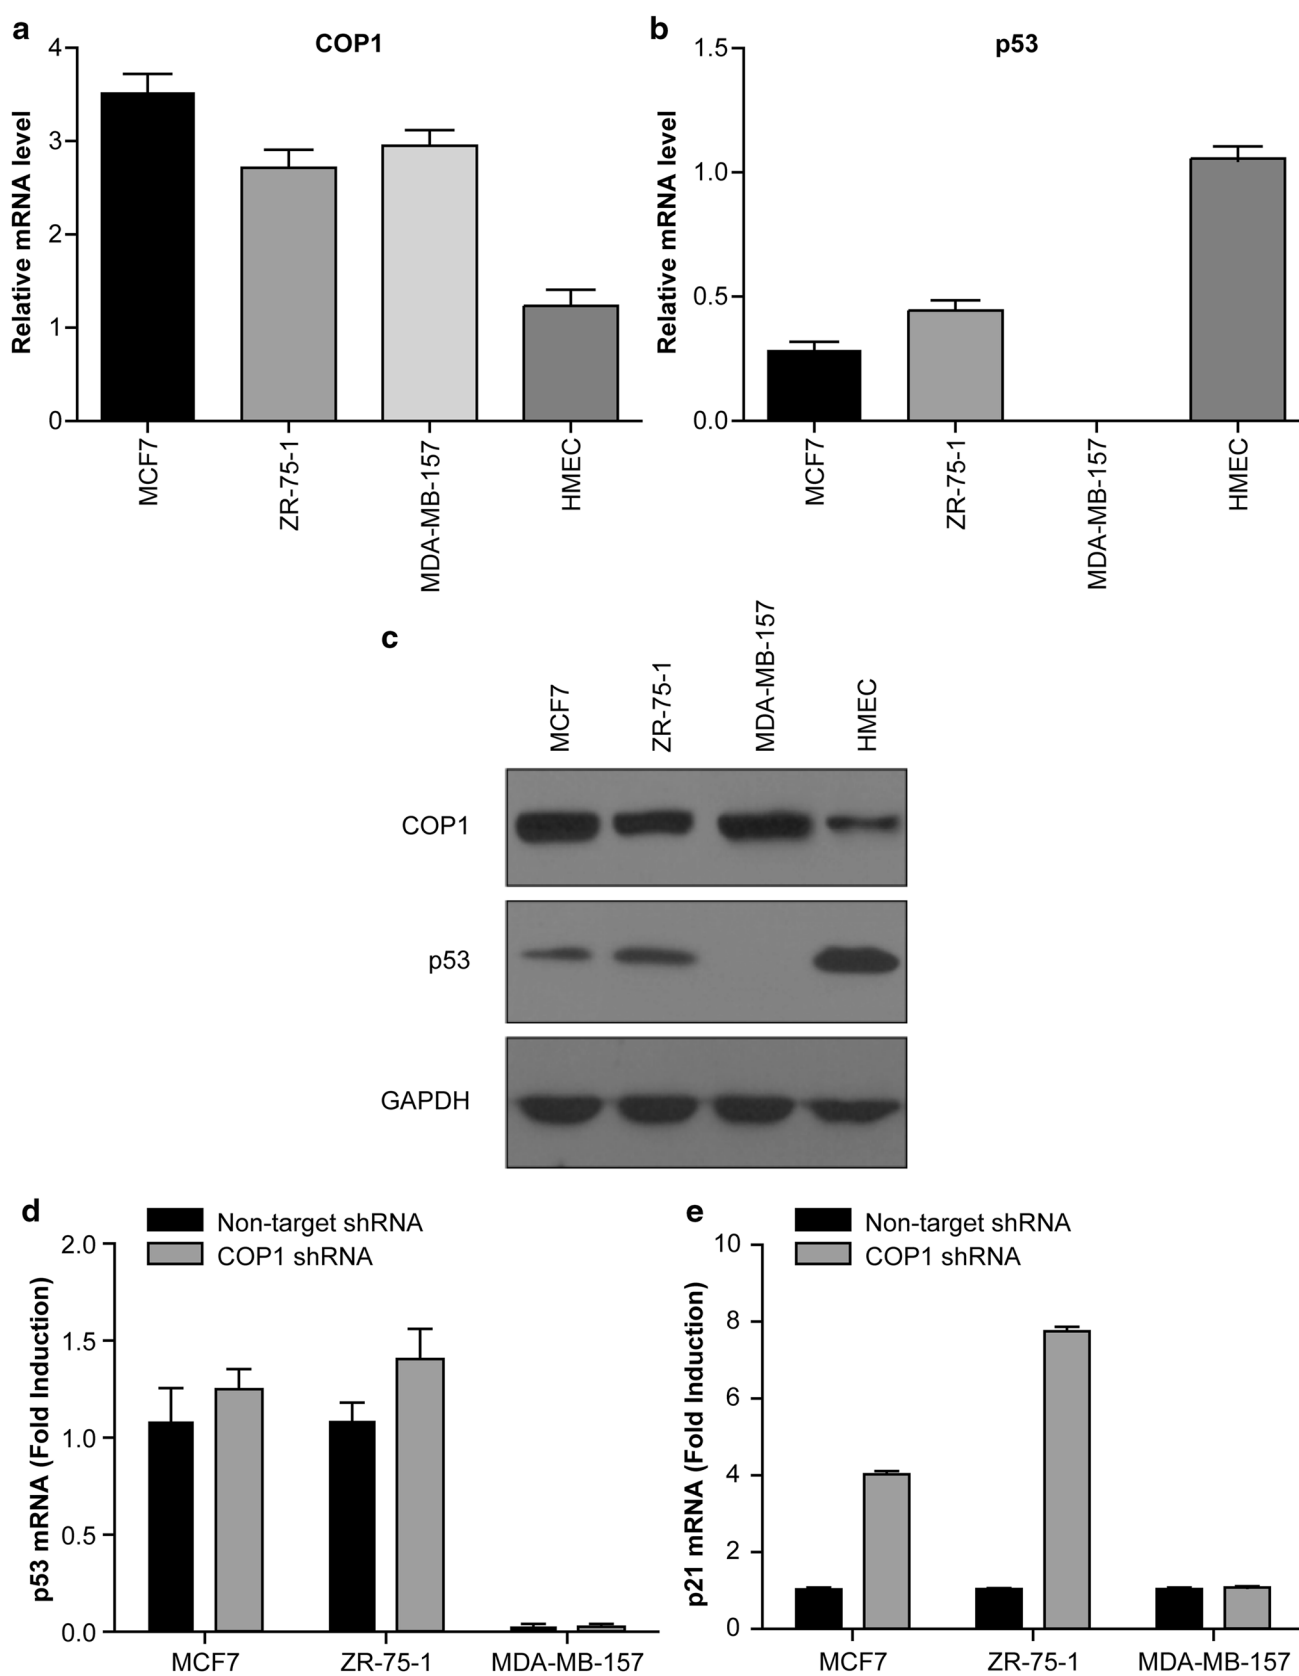 a
COP1
Relative mRNA level
4
3
2
1
0
MCF7
ZR-75-1
MDA-MB-157
HMEC
b
p53
Relative mRNA level
1.5
1.0
0.5
0.0
MCF7
ZR-75-1
MDA-MB-157
HMEC
c
MCF7
ZR-75-1
MDA-MB-157
HMEC
COP1
p53
GAPDH
d
Non-target shRNA
COP1 shRNA
p53 mRNA (Fold Induction)
2.0
1.5
1.0
0.5
0.0
MCF7
ZR-75-1
MDA-MB-157
e
Non-target shRNA
COP1 shRNA
p21 mRNA (Fold Induction)
10
8
6
4
2
0
MCF7
ZR-75-1
MDA-MB-157